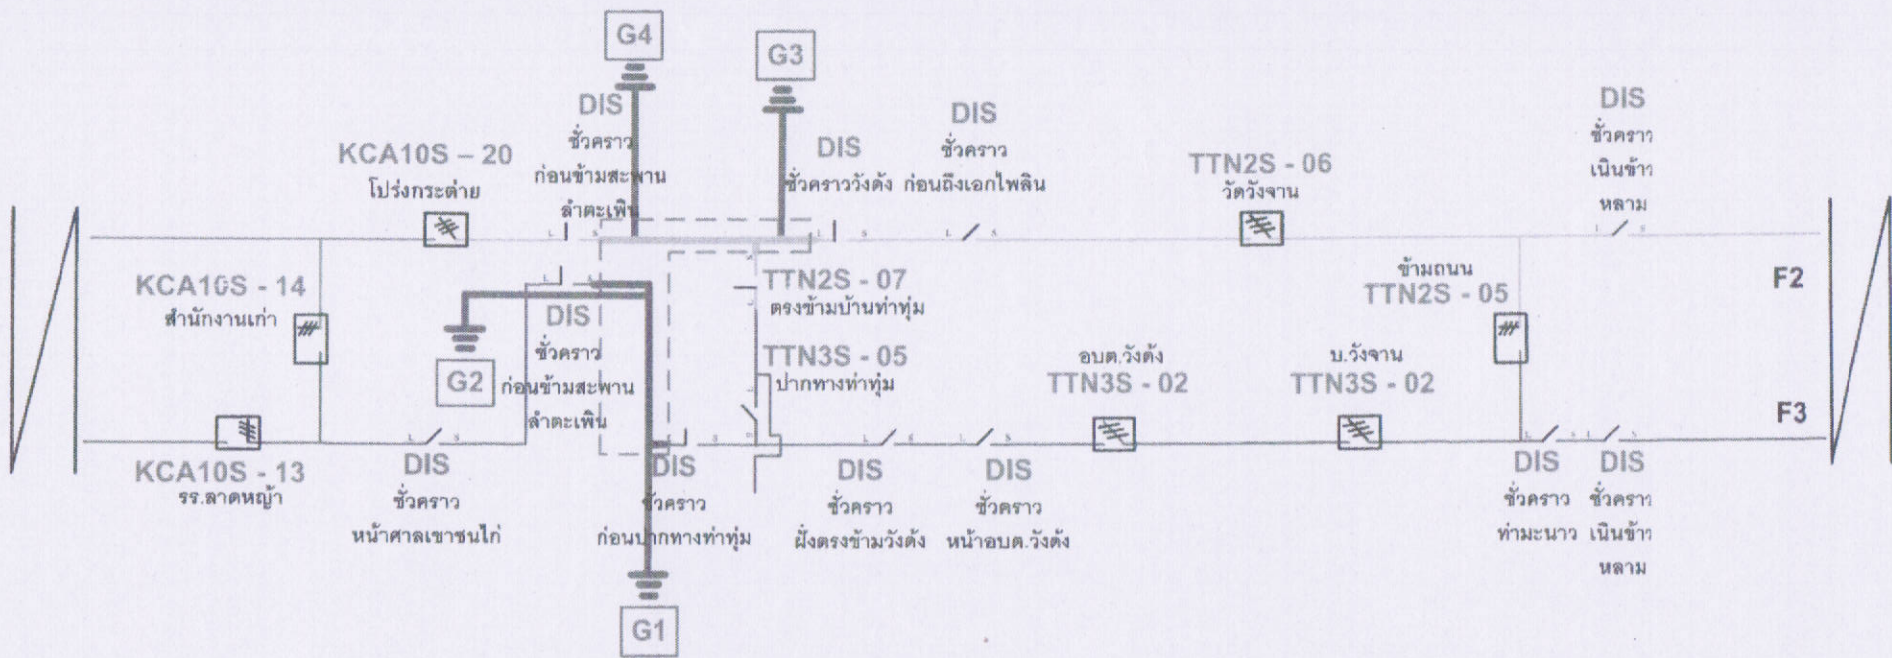 G4
G3
DIS
ชั่วคราว
ก่อนข้ามสะพาน
ลำตะเพิน
KCA10S – 20
โปร่งกระต่าย
DIS
ชั่วคราววังด้ง
DIS
ชั่วคราว
ก่อนถึงเอกไพลิน
TTN2S - 06
วัดวังจาน
DIS
ชั่วคราว
เนินข้าว
หลาม
L S
L S
L S
L S
KCA10S - 14
สำนักงานเก่า
TTN2S - 07
ตรงข้ามบ้านท่าทุ่ม
ข้ามถนน
TTN2S - 05
F2
DIS
ชั่วคราว
ก่อนข้ามสะพาน
ลำตะเพิน
G2
TTN3S - 05
ปากทางท่าทุ่ม
อบต.วังด้ง
TTN3S - 02
บ.วังจาน
TTN3S - 02
F3
L S
L S
L S
L S
L S
KCA10S - 13
รร.ลาดหญ้า
DIS
ชั่วคราว
หน้าศาลเขาชนไก่
DIS
ชั่วคราว
ก่อนปากทางท่าทุ่ม
DIS
ชั่วคราว
ฝั่งตรงข้ามวังด้ง
DIS
ชั่วคราว
หน้าอบต.วังด้ง
DIS
ชั่วคราว
ท่ามะนาว
DIS
ชั่วคราว
เนินข้าว
หลาม
G1